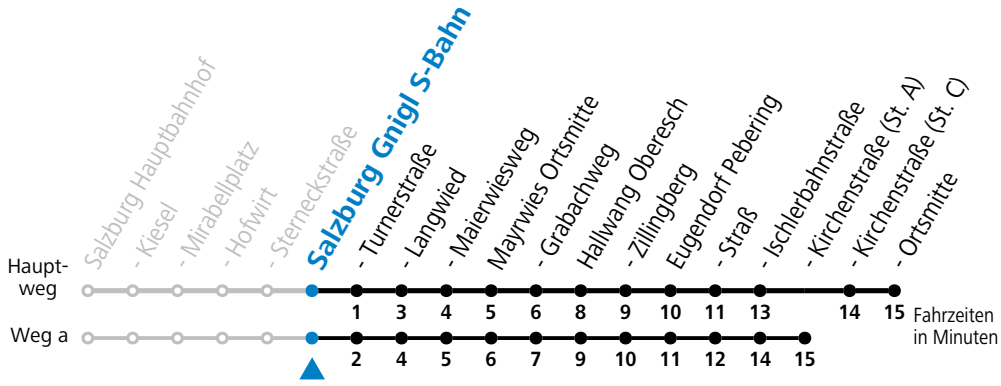 Salzburg Hauptbahnhof
- Kiesel
- Mirabellplatz
- Hofwirt
- Sterneckstraße
Salzburg Gnigl S-Bahn
- Turnerstraße
- Langwied
- Maierwiesweg
Mayrwies Ortsmitte
- Grabachweg
Hallwang Oberesch
- Zillingberg
Eugendorf Pebering
- Straß
- Ischlerbahnstraße
- Kirchenstraße (St. A)
- Kirchenstraße (St. C)
- Ortsmitte
Haupt-
weg
1 3 4 5 6 8 9 10 11 13 14 15
Weg a
2 4 5 6 7 9 10 11 12 14 15
Fahrzeiten
in Minuten